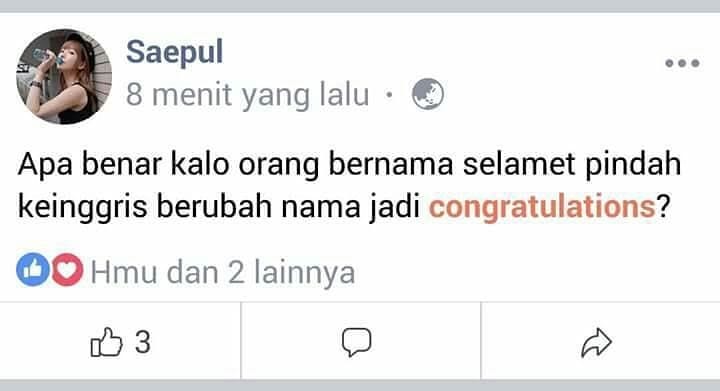 Saepul
8 menit yang lalu ·
Apa benar kalo orang bernama selamet pindah
keinggris berubah nama jadi congratulations?
Hmu dan 2 lainnya
3